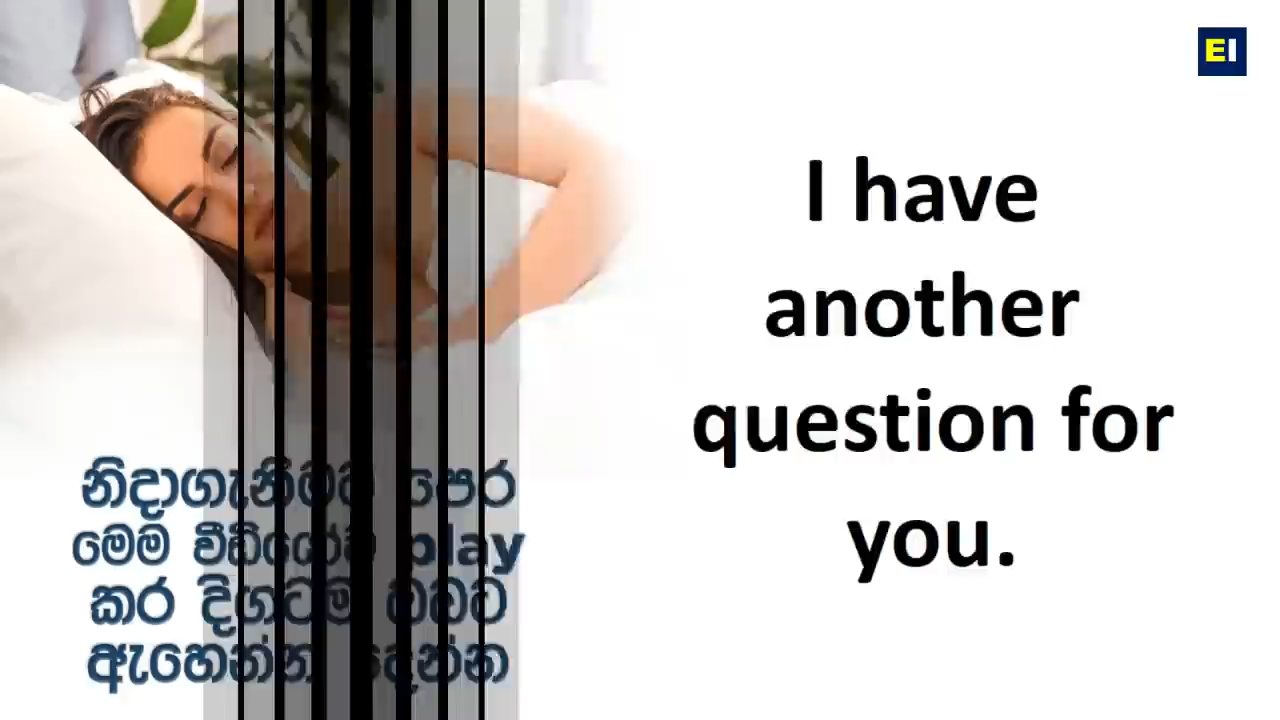 EI
I have
another
question for
you.
නිදාගැනීමට පෙර
මෙම වීඩියෝව play
කර දිගටම ඔබට
ඇහෙන්න දෙන්න